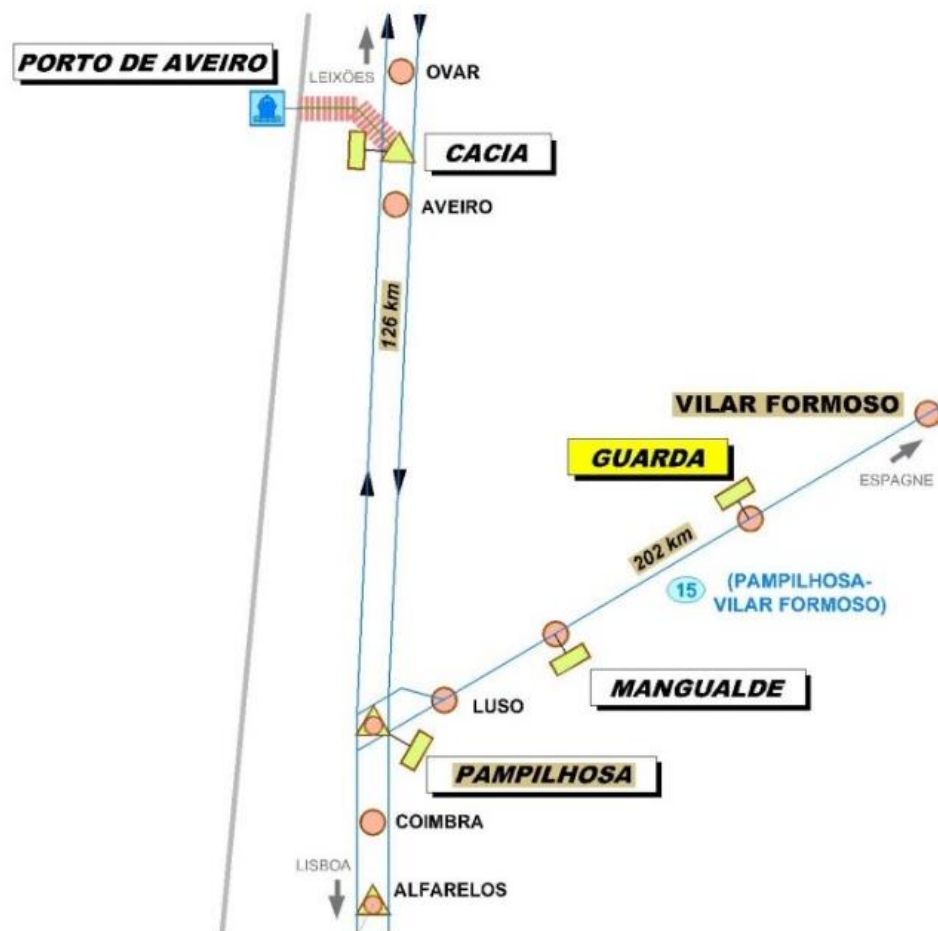 PORTO DE AVEIRO
LEIXÕES
OVAR
CACIA
AVEIRO
126 km
VILAR FORMOSO
GUARDA
ESPAGNE
202 km
15
(PAMPILHOSA-
VILAR FORMOSO)
MANGUALDE
LUSO
PAMPILHOSA
COIMBRA
LISBOA
ALFARELOS